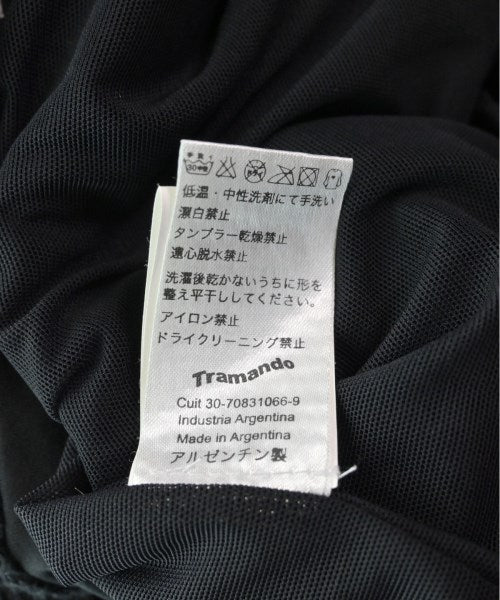 手洗
30
低温・中性洗剤にて手洗い
漂白禁止
タンブラー乾燥禁止
遠心脱水禁止
洗濯後乾かないうちに形を
整え平干ししてください。
アイロン禁止
ドライクリーニング禁止
Tramando
Cuit 30-70831066-9
Industria Argentina
Made in Argentina
アルゼンチン製